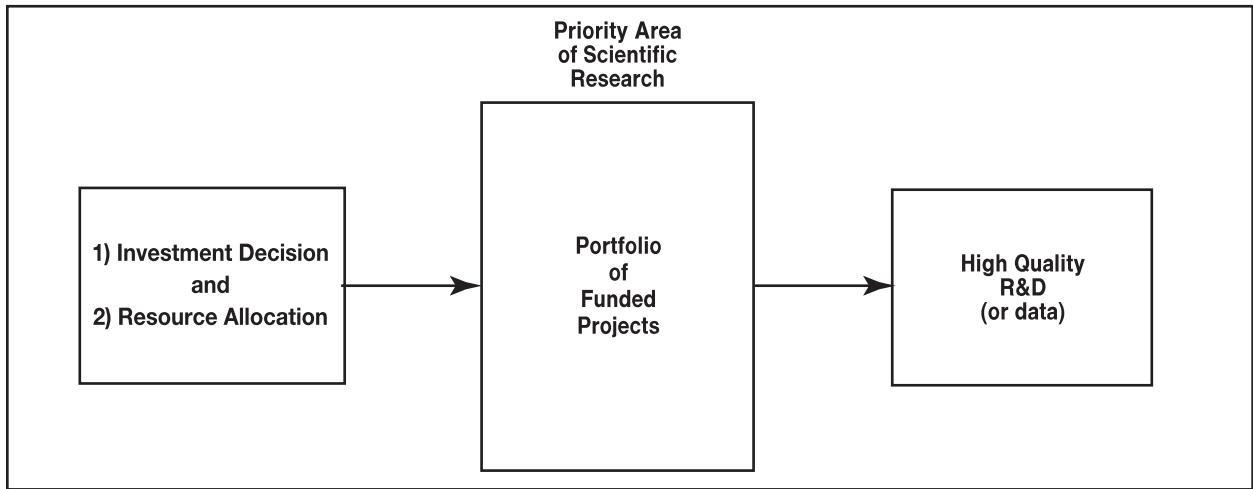 Priority Area
of Scientific
Research
1) Investment Decision
and
2) Resource Allocation
Portfolio
of
Funded
Projects
High Quality
R&D
(or data)